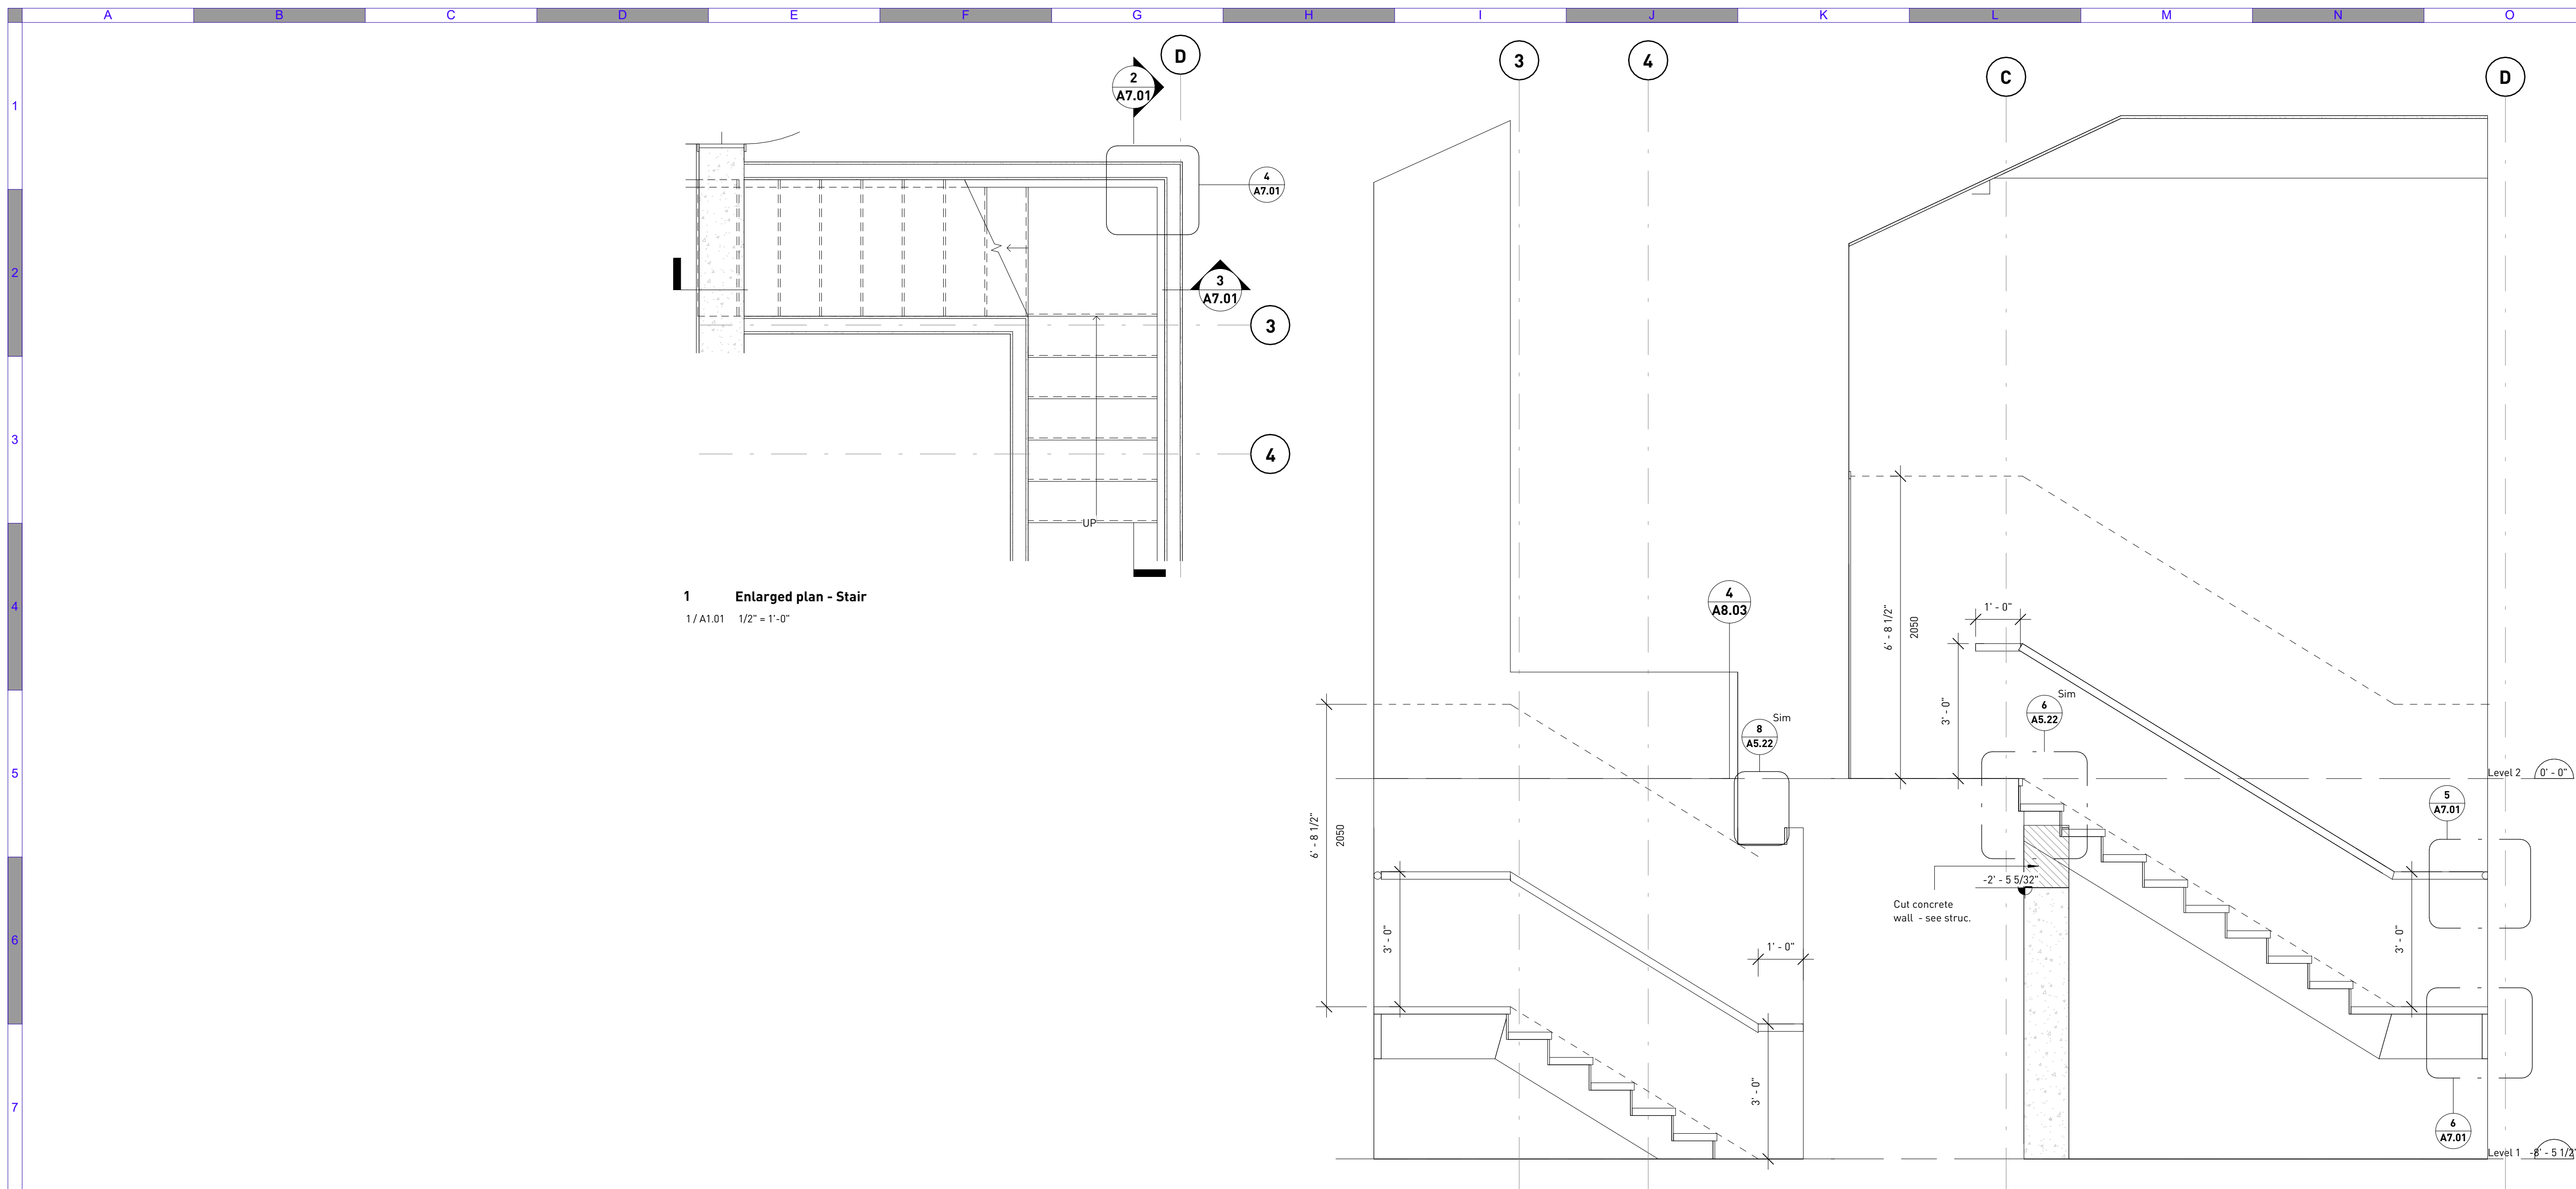 A B C D E F G H I J K L M N O
1
2
3
4
5
6
7
2
A7.01
D
4
A7.01
3
A7.01
3
4
UP
1 Enlarged plan - Stair
1 / A1.01 1/2" = 1'-0"
3
4
4
A8.03
8
A5.22
Sim
6' - 8 1/2"
2050
3' - 0"
1' - 0"
3' - 0"
C
D
6' - 8 1/2"
2050
1' - 0"
3' - 0"
6
A5.22
Sim
-2' - 5 5/32"
Cut concrete
wall - see struc.
Level 2 0' - 0"
5
A7.01
3' - 0"
6
A7.01
Level 1 -8' - 5 1/2"